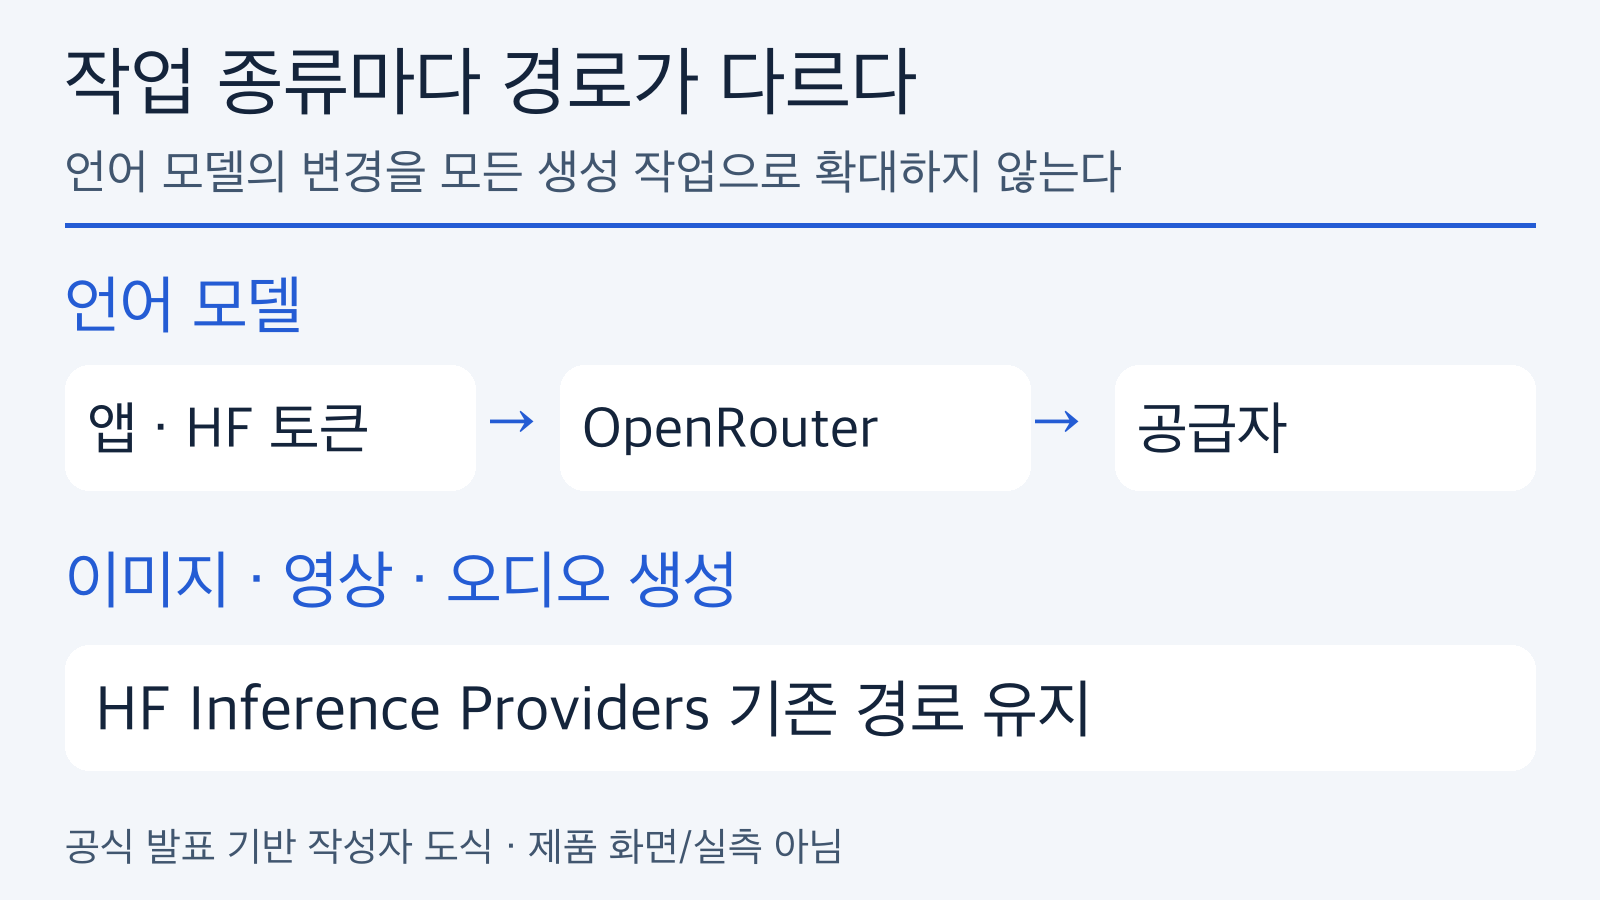 작업 종류마다 경로가 다르다
언어 모델의 변경을 모든 생성 작업으로 확대하지 않는다
언어 모델
앱 · HF 토큰 → OpenRouter → 공급자
이미지 · 영상 · 오디오 생성
HF Inference Providers 기존 경로 유지
공식 발표 기반 작성자 도식 · 제품 화면/실측 아님